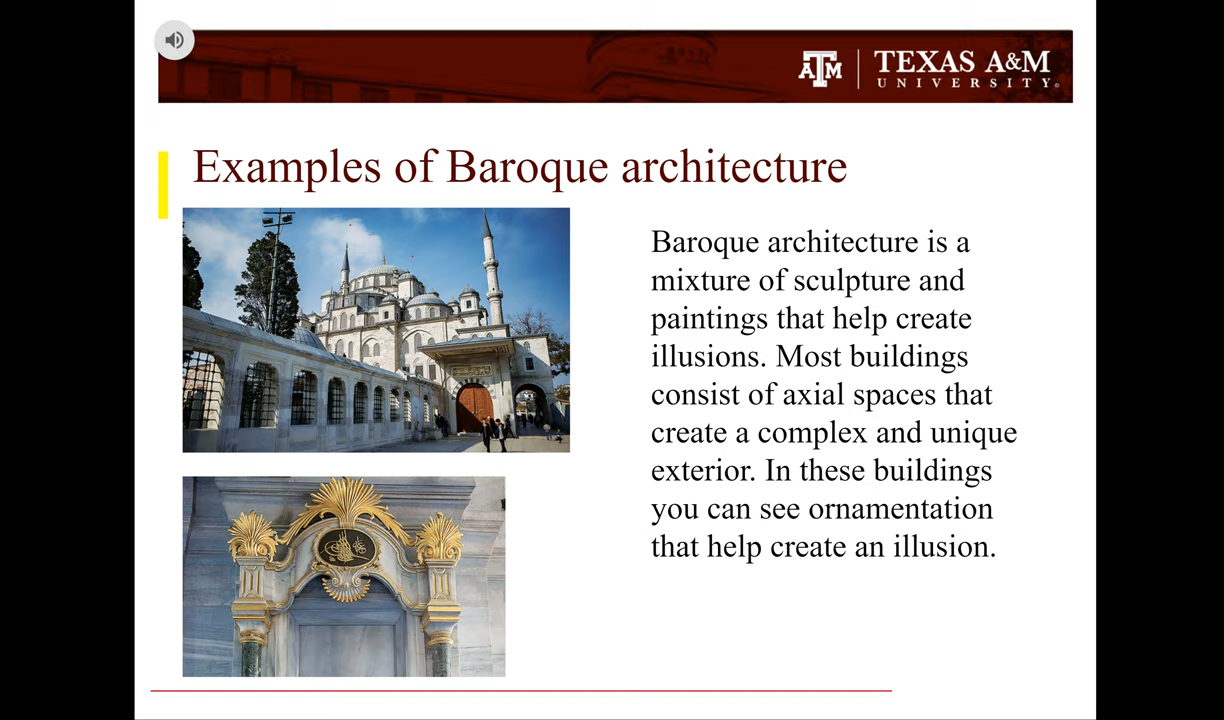 TEXAS A&M
UNIVERSITY
Examples of Baroque architecture
Baroque architecture is a
mixture of sculpture and
paintings that help create
illusions. Most buildings
consist of axial spaces that
create a complex and unique
exterior. In these buildings
you can see ornamentation
that help create an illusion.